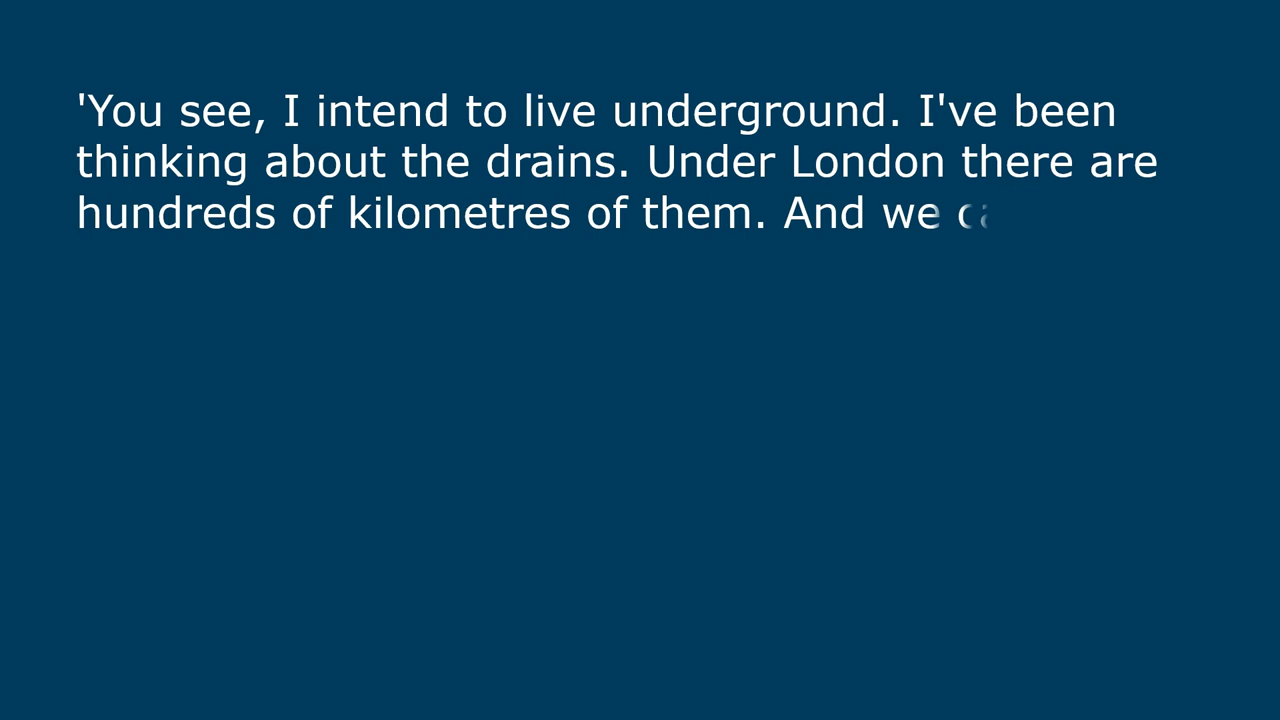 'You see, I intend to live underground. I've been
thinking about the drains. Under London there are
hundreds of kilometres of them. And we